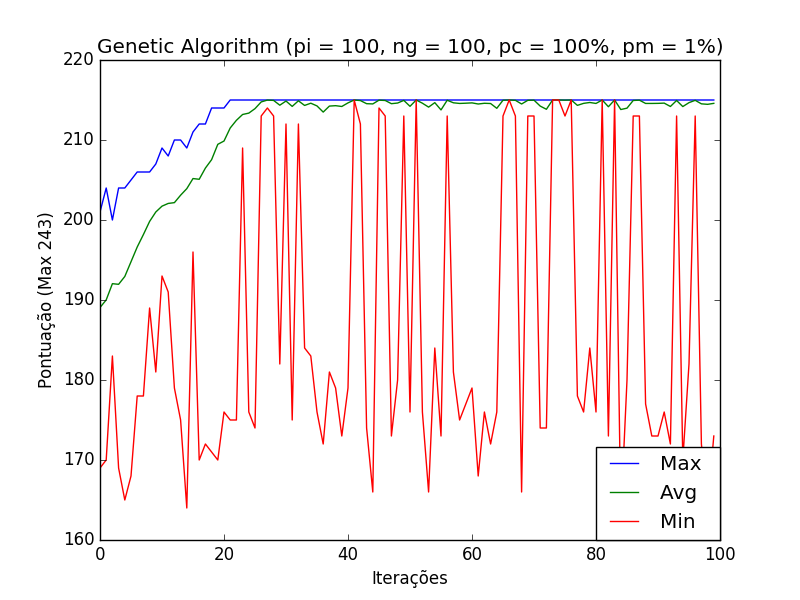 Genetic Algorithm (pi = 100, ng = 100, pc = 100%, pm = 1%)
220
210
200
190
180
170
160
Pontuação (Max 243)
0
20
40
60
80
100
Iterações
Max
Avg
Min